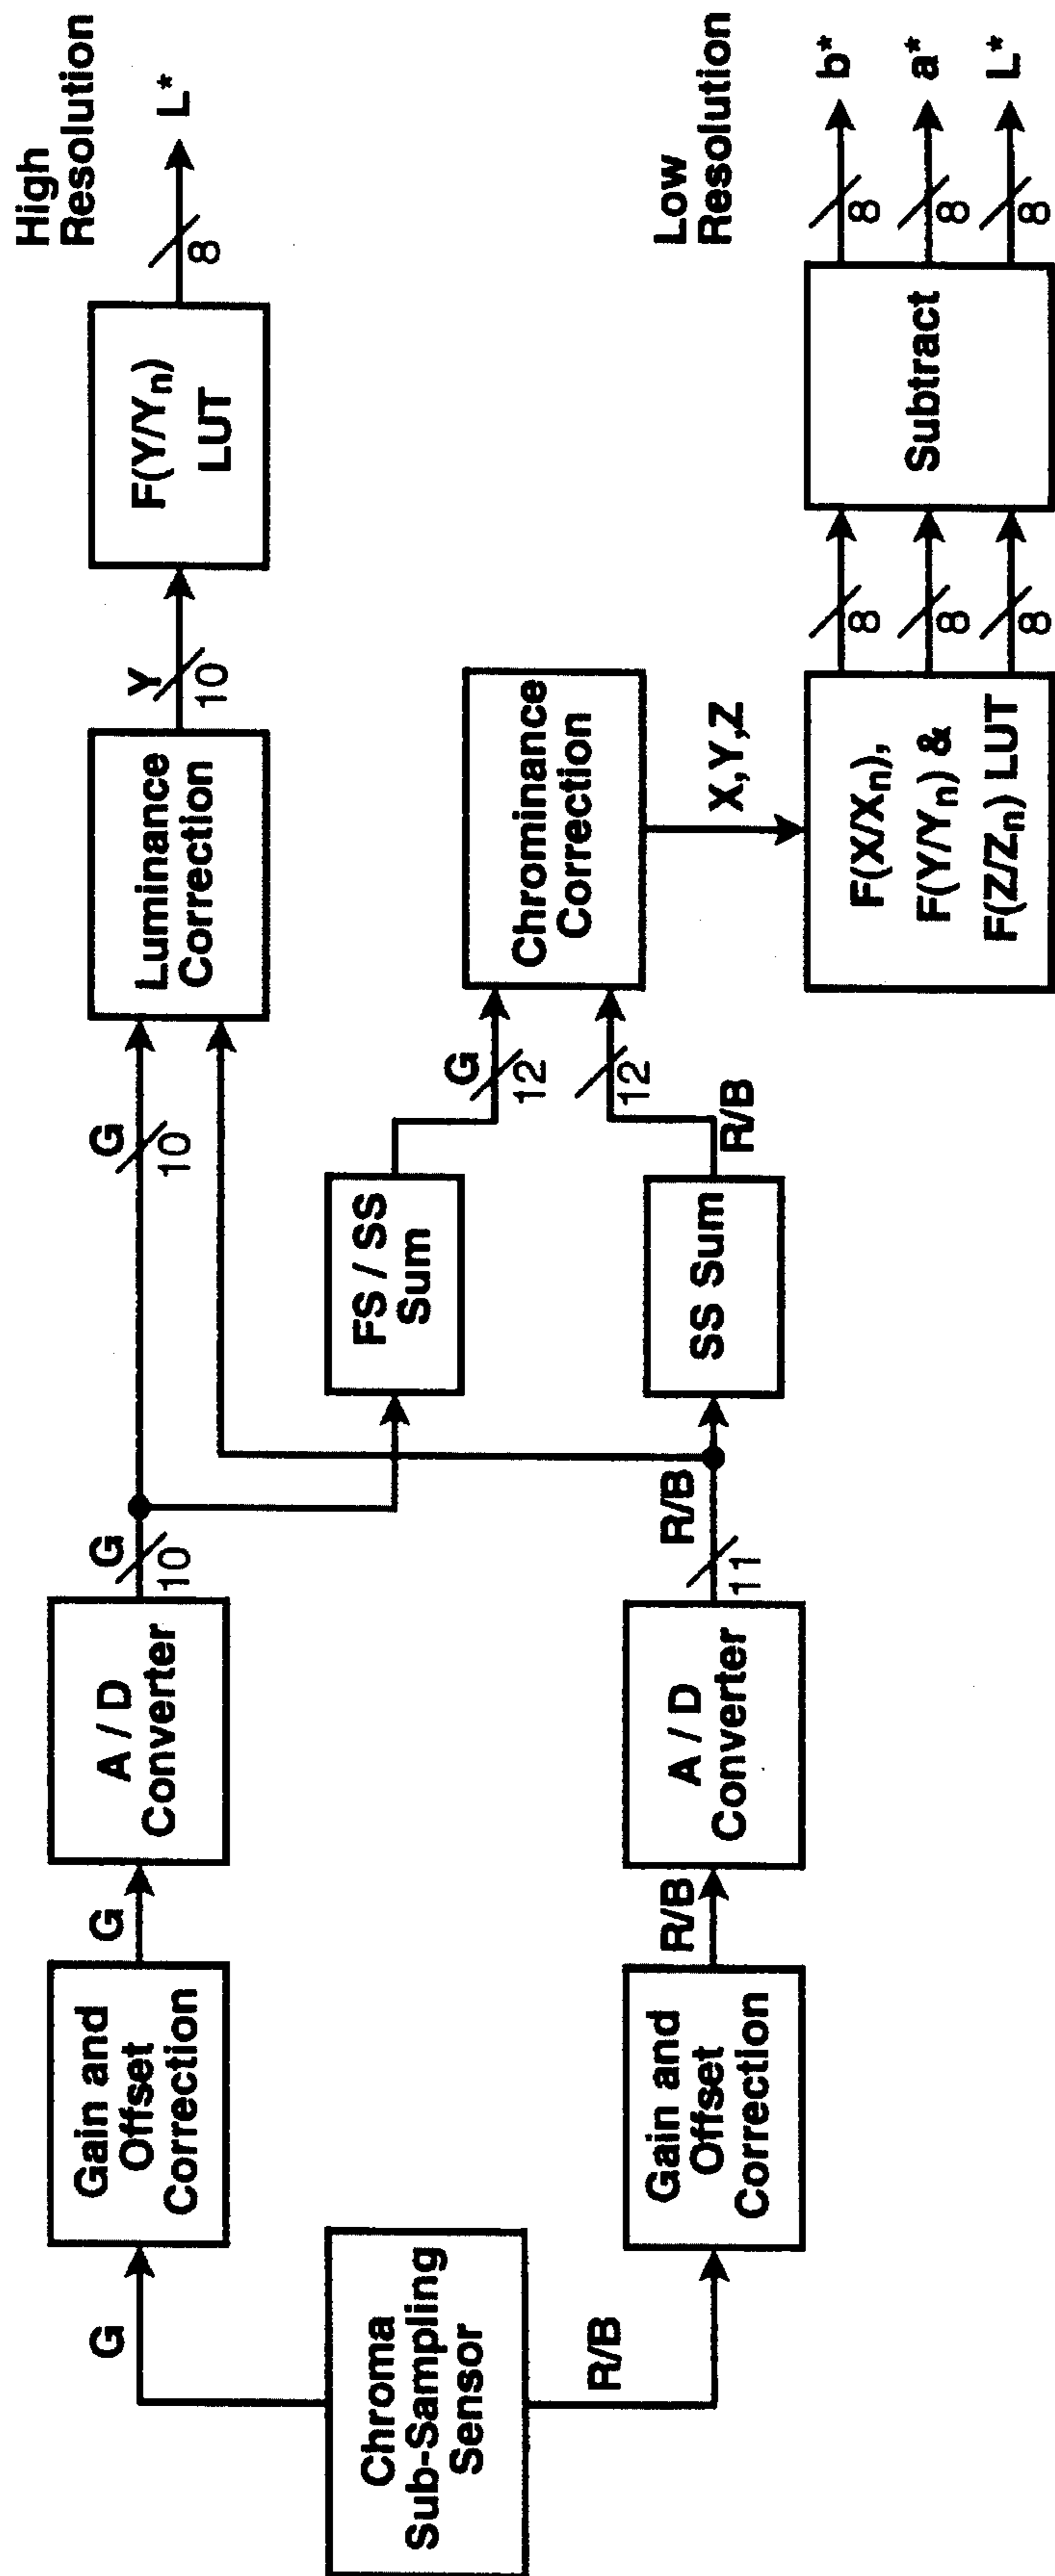 Chroma
Sub-Sampling
Sensor
G
R/B
Gain and
Offset
Correction
G
A / D
Converter
G
10
G
10
Luminance
Correction
Y
10
F(Y/Yn)
LUT
8
L*
High
Resolution
Gain and
Offset
Correction
R/B
A / D
Converter
R/B
11
FS / SS
Sum
G
12
SS Sum
R/B
12
Chrominance
Correction
X,Y,Z
F(X/Xn),
F(Y/Yn) &
F(Z/Zn) LUT
8
8
8
Subtract
8
8
8
Low
Resolution
b*
a*
L*